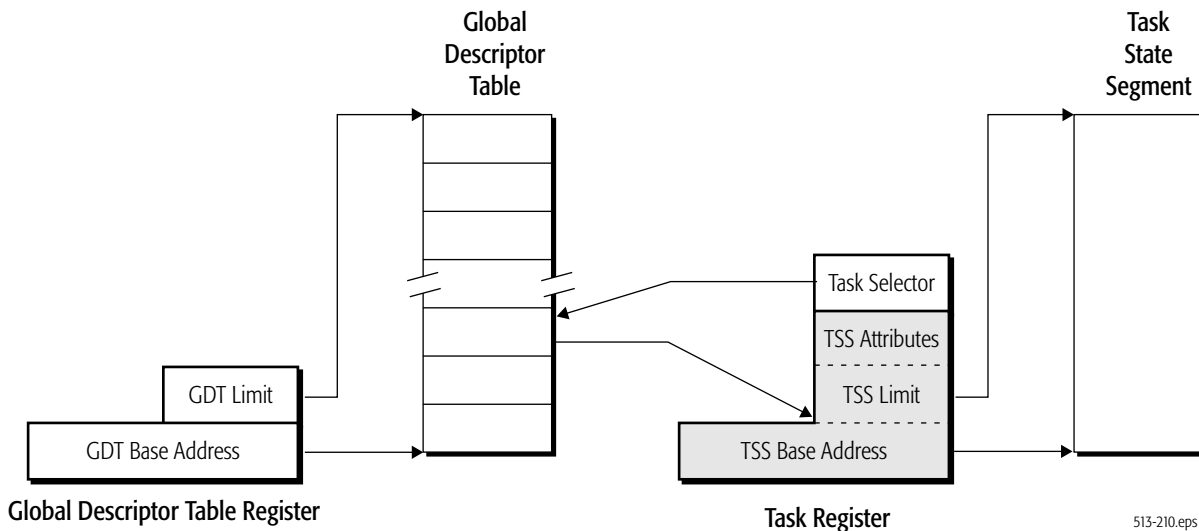 Global
Descriptor
Table
Task
State
Segment
Task Selector
TSS Attributes
GDT Limit
TSS Limit
GDT Base Address
TSS Base Address
Global Descriptor Table Register
Task Register
513-210.eps